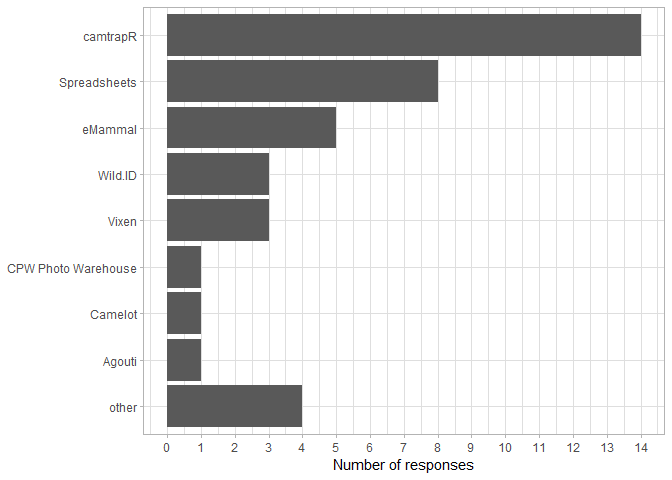 camtrapR
Spreadsheets
eMammal
Wild.ID
Vixen
CPW Photo Warehouse
Camelot
Agouti
other
0 1 2 3 4 5 6 7 8 9 10 11 12 13 14
Number of responses